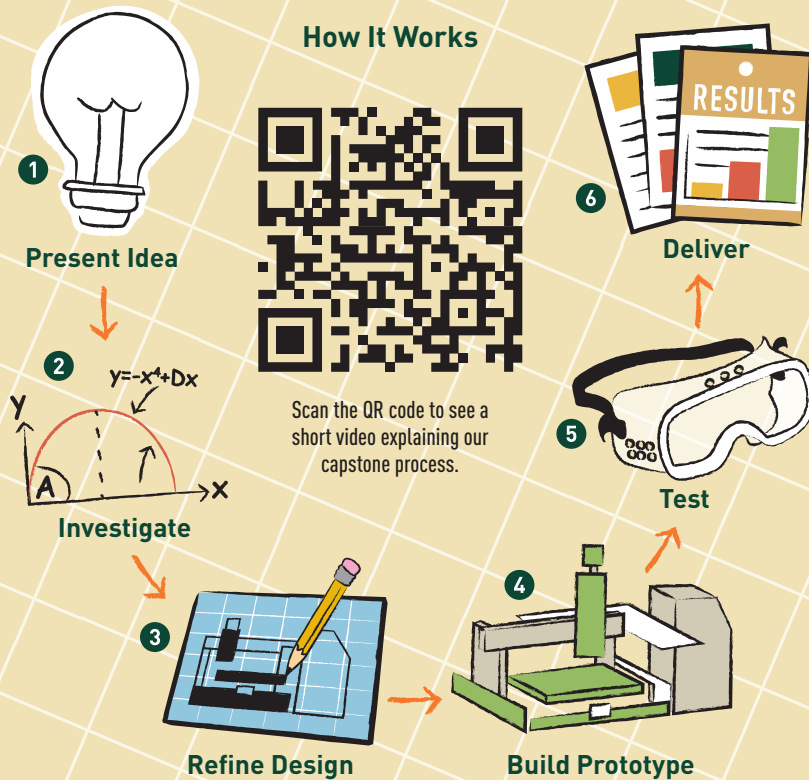 How It Works
1
Present Idea
2
y=-x⁴+Dx
Y
A
X
Investigate
3
Refine Design
4
Build Prototype
5
Test
6
RESULTS
Deliver
Scan the QR code to see a
short video explaining our
capstone process.